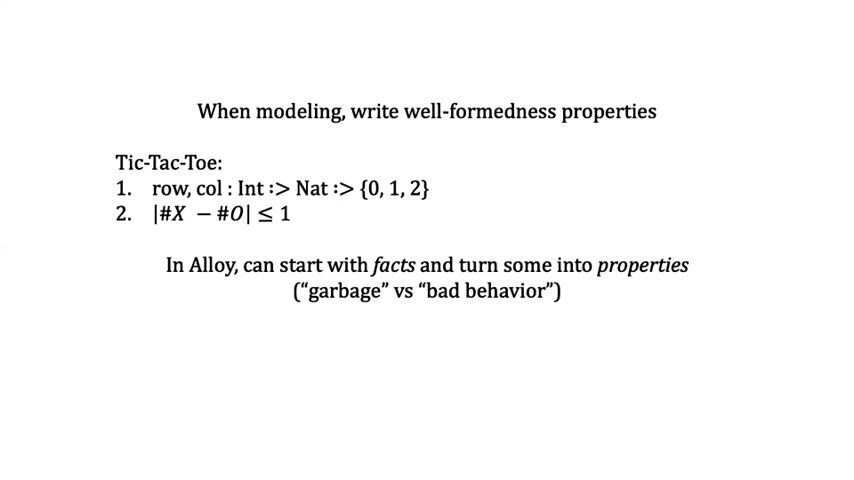 When modeling, write well-formedness properties
Tic-Tac-Toe:
1. row, col : Int :> Nat :> {0, 1, 2}
2. |#X − #O| ≤ 1
In Alloy, can start with facts and turn some into properties
(“garbage” vs “bad behavior”)